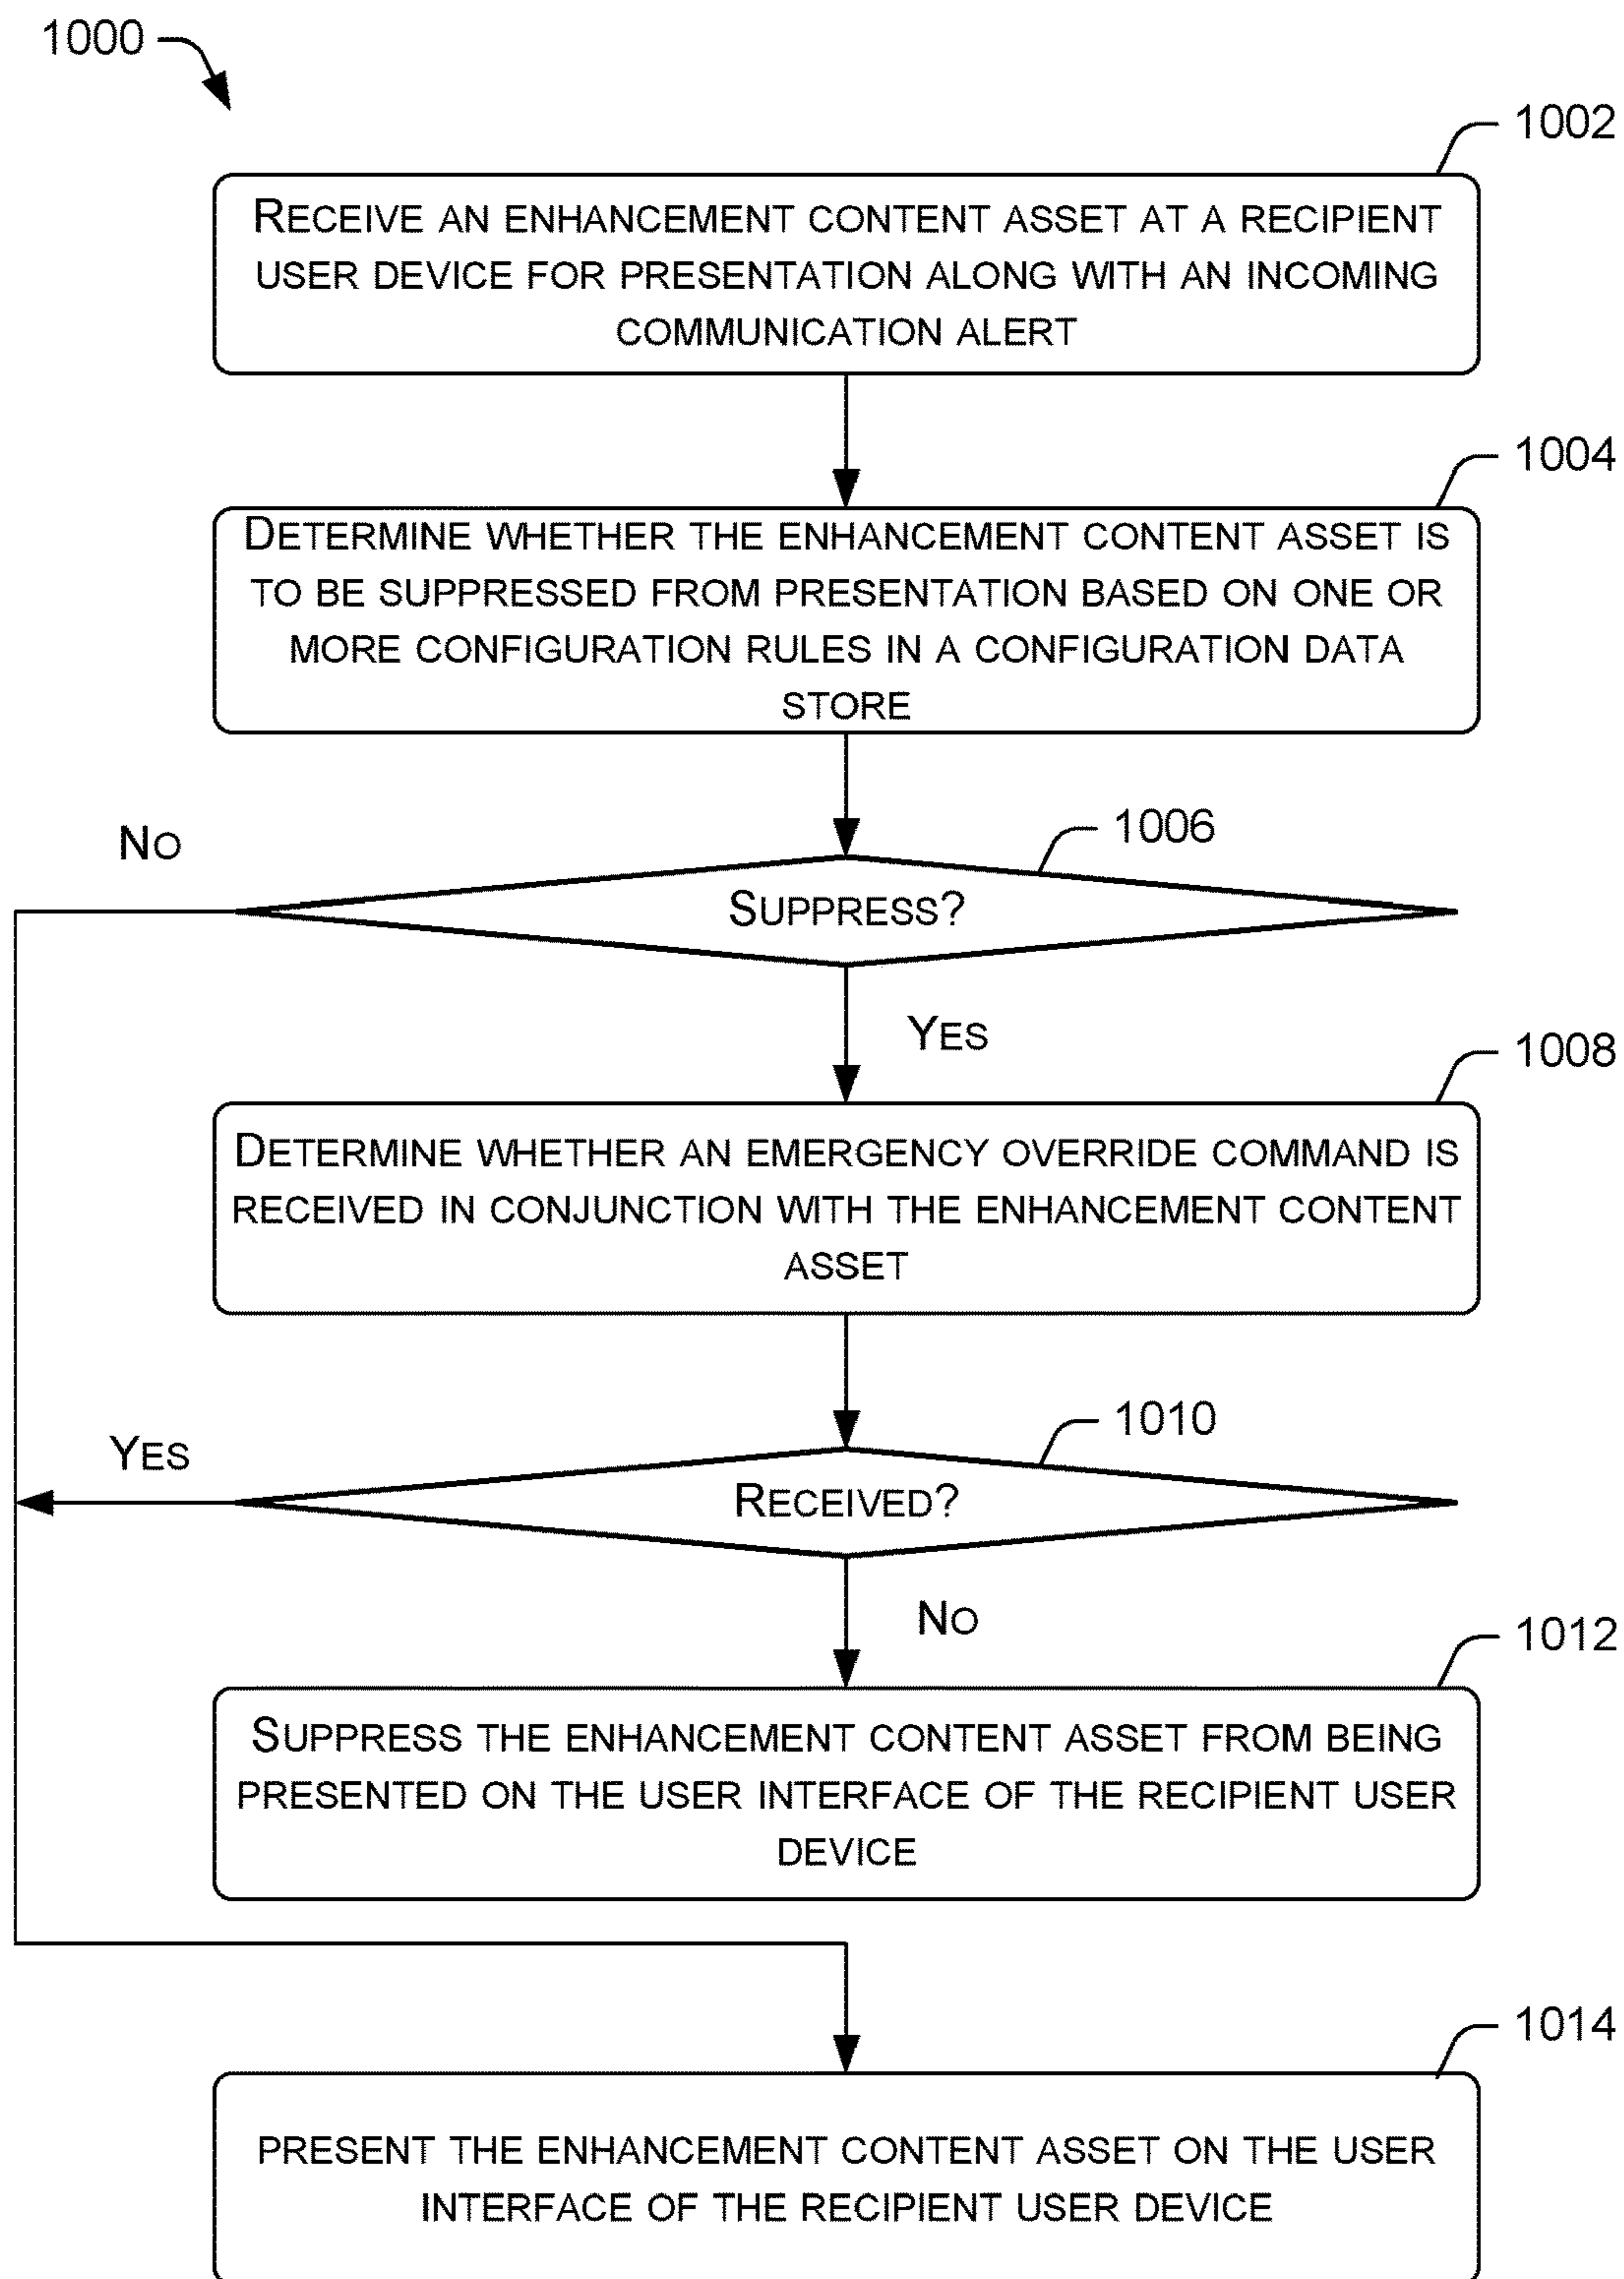 1000
1002
RECEIVE AN ENHANCEMENT CONTENT ASSET AT A RECIPIENT
USER DEVICE FOR PRESENTATION ALONG WITH AN INCOMING
COMMUNICATION ALERT
1004
DETERMINE WHETHER THE ENHANCEMENT CONTENT ASSET IS
TO BE SUPPRESSED FROM PRESENTATION BASED ON ONE OR
MORE CONFIGURATION RULES IN A CONFIGURATION DATA
STORE
NO
1006
SUPPRESS?
YES
1008
DETERMINE WHETHER AN EMERGENCY OVERRIDE COMMAND IS
RECEIVED IN CONJUNCTION WITH THE ENHANCEMENT CONTENT
ASSET
YES
1010
RECEIVED?
NO
1012
SUPPRESS THE ENHANCEMENT CONTENT ASSET FROM BEING
PRESENTED ON THE USER INTERFACE OF THE RECIPIENT USER
DEVICE
1014
PRESENT THE ENHANCEMENT CONTENT ASSET ON THE USER
INTERFACE OF THE RECIPIENT USER DEVICE